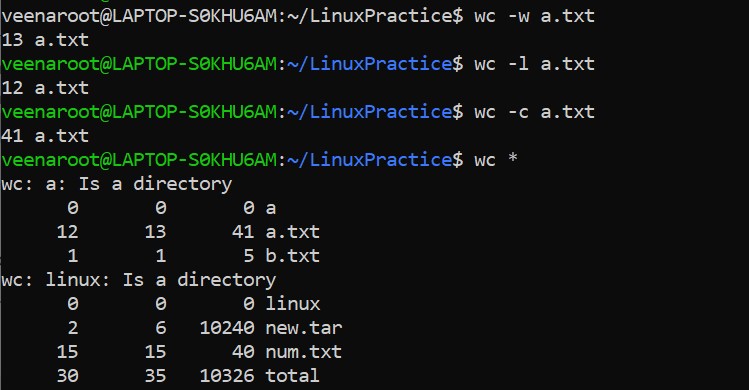 veenaroot@LAPTOP-S0KHU6AM:~/LinuxPractice$ wc -w a.txt
13 a.txt
veenaroot@LAPTOP-S0KHU6AM:~/LinuxPractice$ wc -l a.txt
12 a.txt
veenaroot@LAPTOP-S0KHU6AM:~/LinuxPractice$ wc -c a.txt
41 a.txt
veenaroot@LAPTOP-S0KHU6AM:~/LinuxPractice$ wc *
wc: a: Is a directory
      0       0       0 a
     12      13      41 a.txt
      1       1       5 b.txt
wc: linux: Is a directory
      0       0       0 linux
      2       6   10240 new.tar
     15      15      40 num.txt
     30      35   10326 total